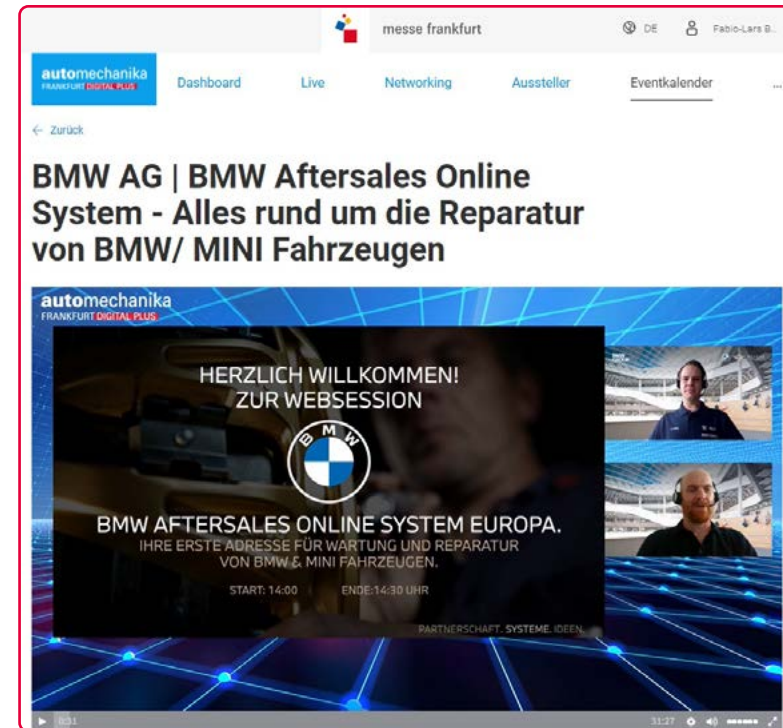 messe frankfurt
DE
Fabio-Lars B...
automechanika
FRANKFURT DIGITAL PLUS
Dashboard
Live
Networking
Aussteller
Eventkalender
...
← Zurück
BMW AG | BMW Aftersales Online
System - Alles rund um die Reparatur
von BMW/ MINI Fahrzeugen
automechanika
FRANKFURT DIGITAL PLUS
HERZLICH WILLKOMMEN!
ZUR WEBSESSION
BMW
BMW AFTERSALES ONLINE SYSTEM EUROPA.
IHRE ERSTE ADRESSE FÜR WARTUNG UND REPARATUR
VON BMW & MINI FAHRZEUGEN.
START: 14:00 ENDE:14:30 UHR
PARTNERSCHAFT. SYSTEME. IDEEN.
0:31
31:27